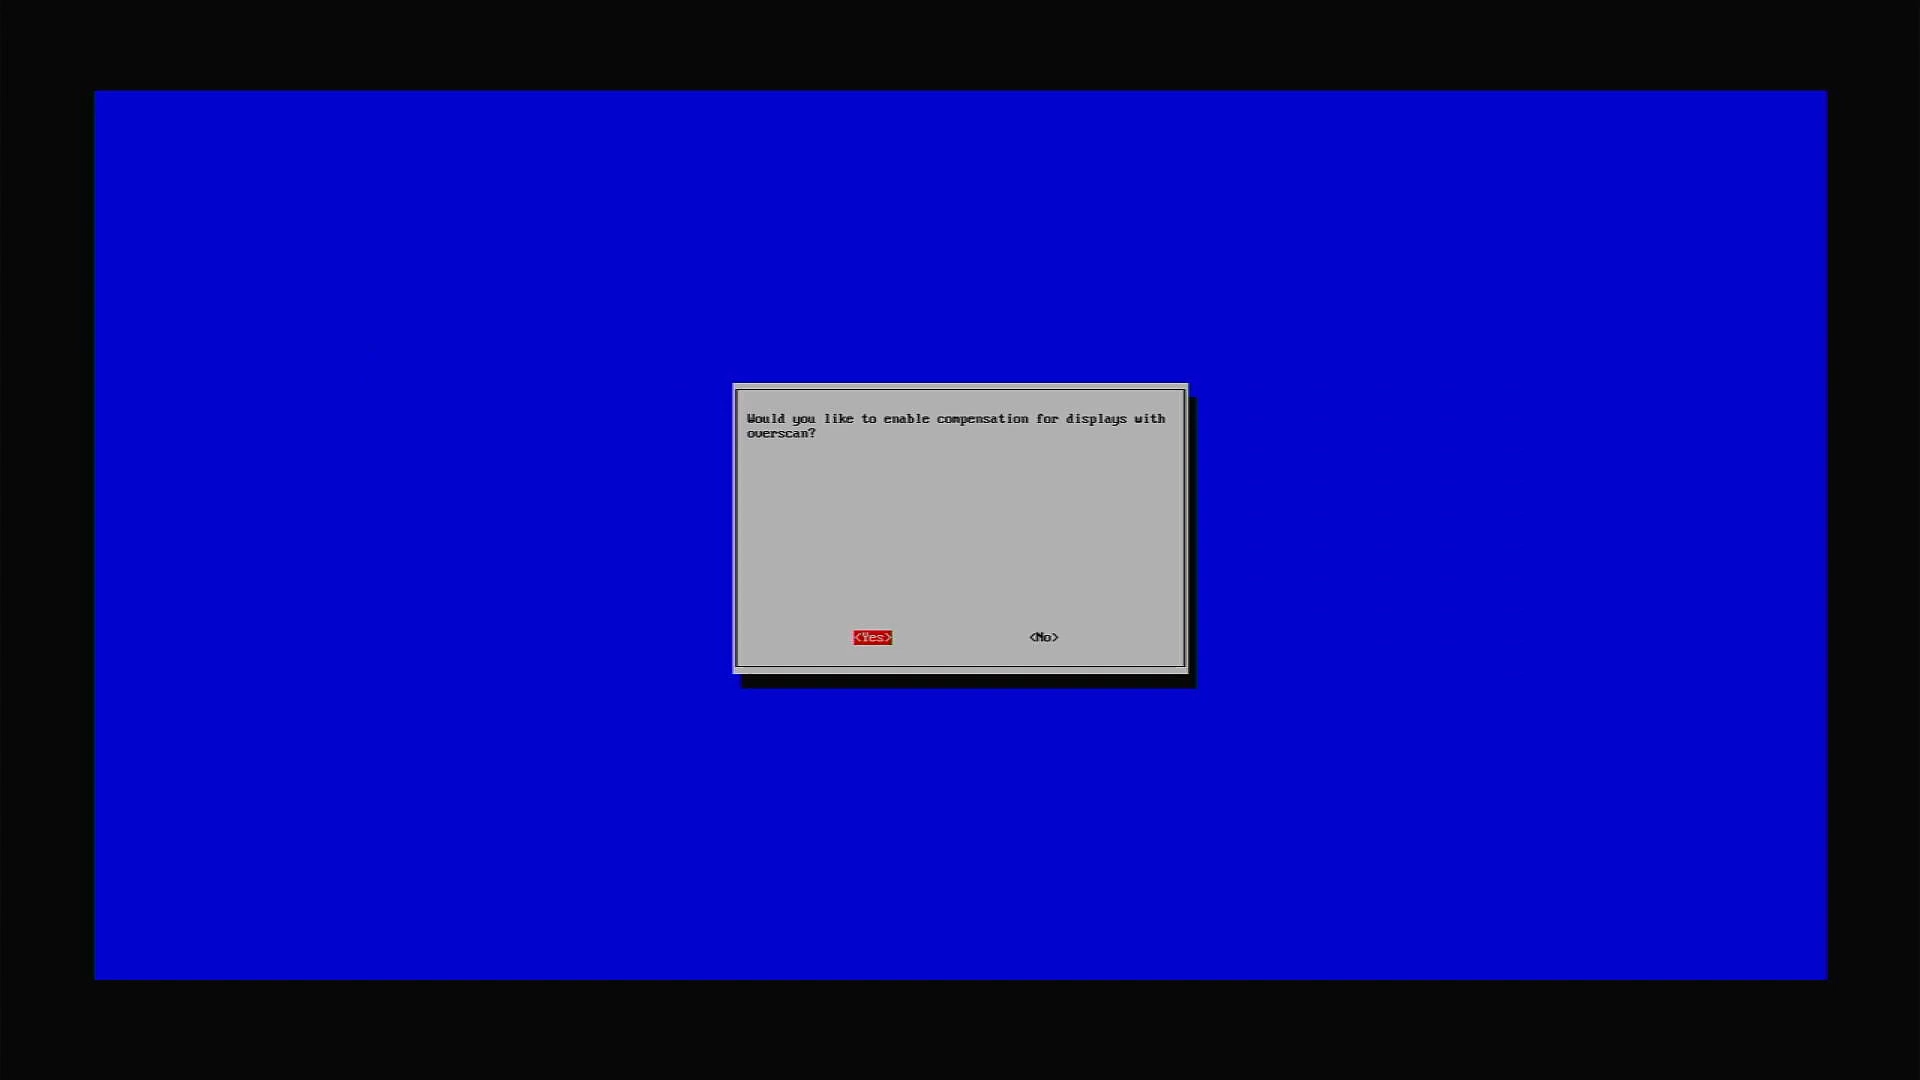 Would you like to enable compensation for displays with
overscan?
<Yes> <No>